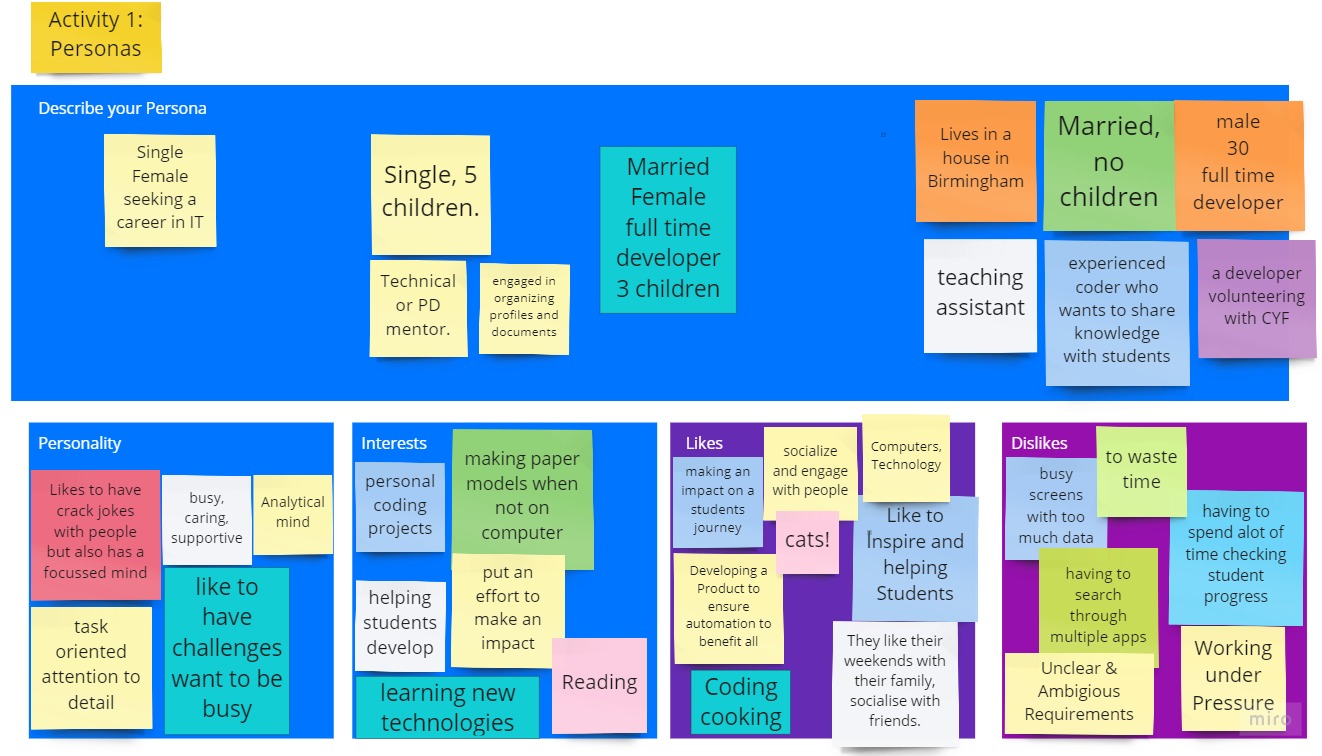 Activity 1:
Personas
Describe your Persona
Single
Female
seeking a
career in IT
Single, 5
children.
Technical
or PD
mentor.
engaged in
organizing
profiles and
documents
Married
Female
full time
developer
3 children
Lives in a
house in
Birmingham
Married,
no
children
male
30
full time
developer
teaching
assistant
experienced
coder who
wants to share
knowledge
with students
a developer
volunteering
with CYF
Personality
Likes to have
crack jokes
with people
but also has a
focussed mind
busy,
caring,
supportive
Analytical
mind
task
oriented
attention to
detail
like to
have
challenges
want to be
busy
Interests
personal
coding
projects
making paper
models when
not on
computer
helping
students
develop
put an
effort to
make an
impact
learning new
technologies
Reading
Likes
making an
impact on a
students
journey
socialize
and engage
with people
Computers,
Technology
cats!
Like to
Inspire and
helping
Students
Developing a
Product to
ensure
automation to
benefit all
Coding
cooking
They like their
weekends with
their family,
socialise with
friends.
Dislikes
busy
screens
with too
much data
to waste
time
having to
spend alot of
time checking
student
progress
having to
search
through
multiple apps
Unclear &
Ambigious
Requirements
Working
under
Pressure
miro